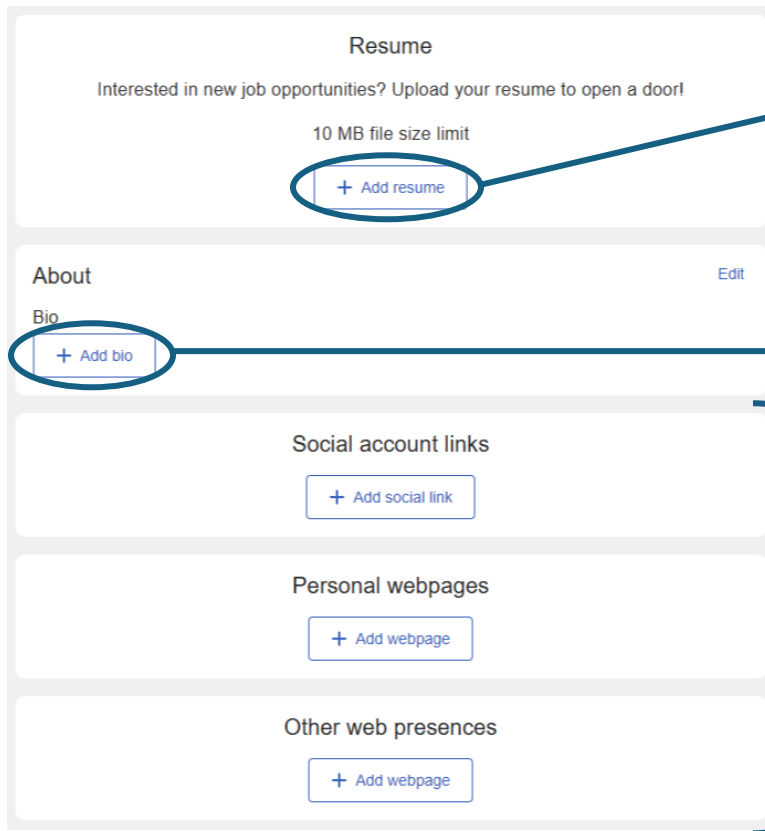 Resume
Interested in new job opportunities? Upload your resume to open a door!
10 MB file size limit
+ Add resume
About
Edit
Bio
+ Add bio
Social account links
+ Add social link
Personal webpages
+ Add webpage
Other web presences
+ Add webpage